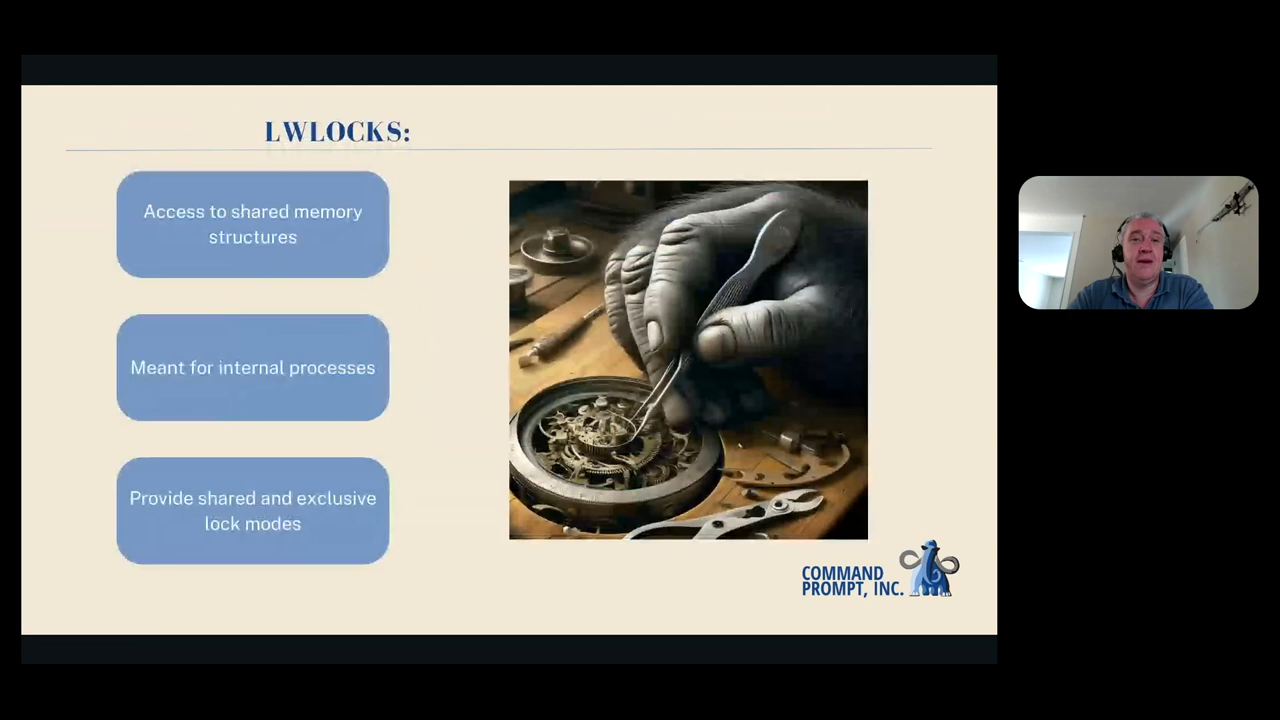 LWLOCKS:
Access to shared memory
structures
Meant for internal processes
Provide shared and exclusive
lock modes
COMMAND
PROMPT, INC.